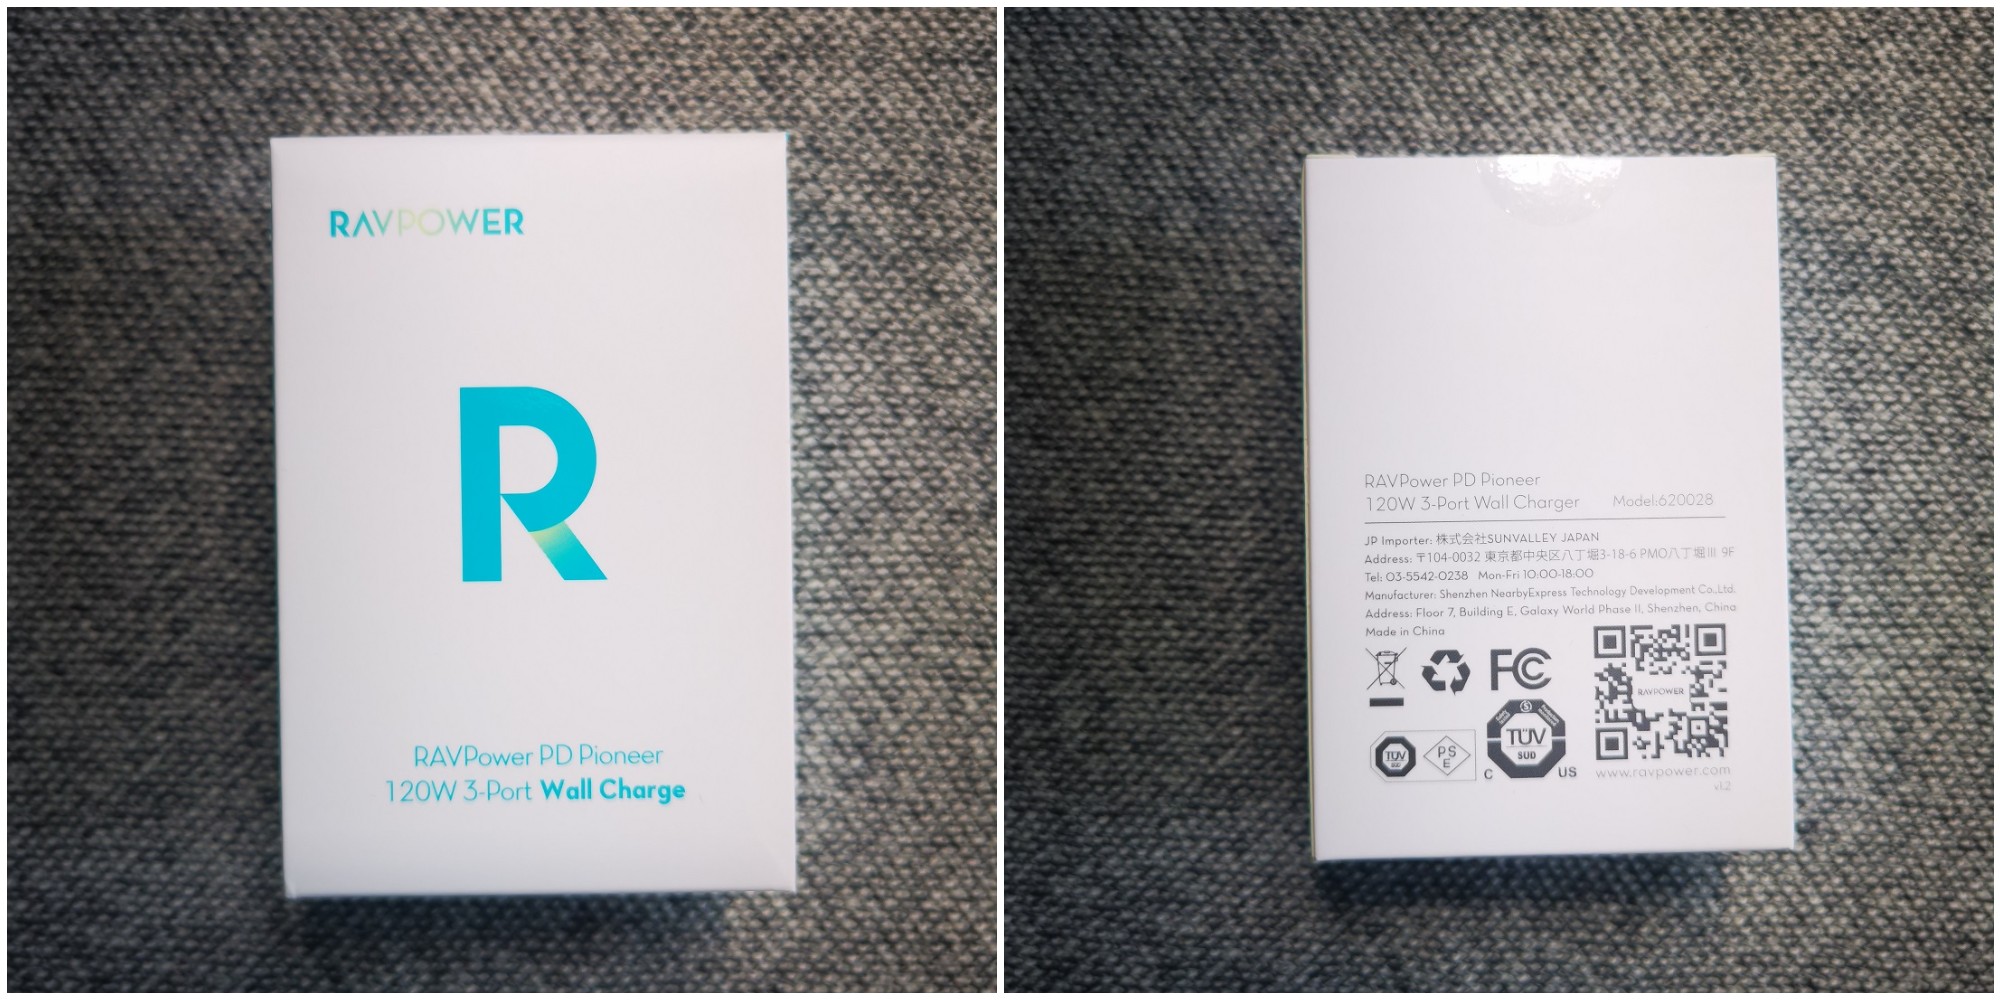 RAVPOWER
R
RAVPower PD Pioneer
120W 3-Port Wall Charge
RAVPower PD Pioneer
120W 3-Port Wall Charger Model:620028
JP Importer: 株式会社SUNVALLEY JAPAN
Address: 〒104-0032 東京都中央区八丁堀3-18-6 PMO八丁堀III 9F
Tel: 03-5542-0238 Mon-Fri 10:00-18:00
Manufacturer: Shenzhen NearbyExpress Technology Development Co.,Ltd.
Address: Floor 7, Building E, Galaxy World Phase II, Shenzhen, China
Made in China
FC
RAVPOWER
TÜV
SUD
PS
E
S
TÜV
SUD
C US
www.ravpower.com
v1.2